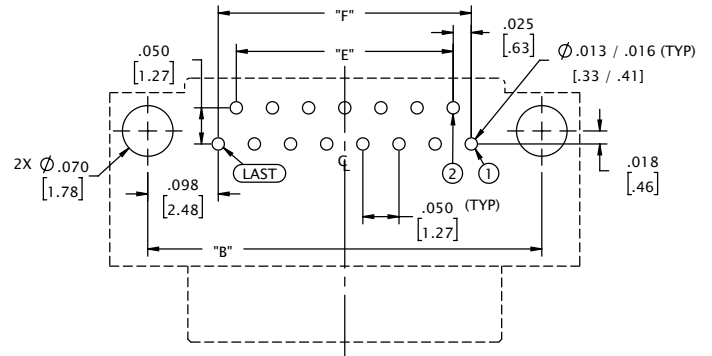 "F"
.025
[.63]
.050
[1.27]
"E"
Ø .013 / .016 (TYP)
[.33 / .41]
2X Ø .070
[1.78]
.098
[2.48]
LAST
℄
2
1
.018
[.46]
.050 (TYP)
[1.27]
"B"